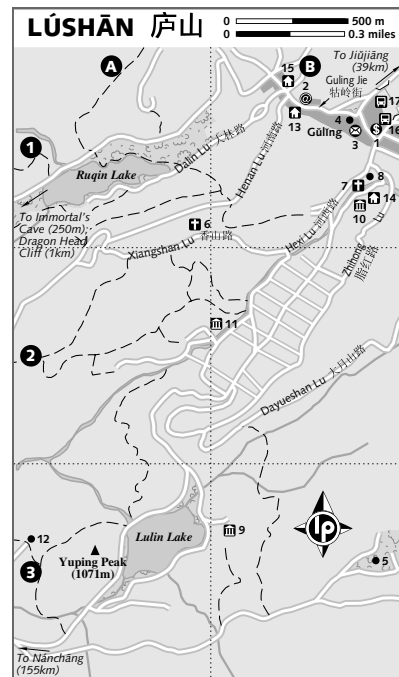 LÚSHĀN 庐山
0 500 m
0 0.3 miles
A
B
To Jiǔjiāng
(39km)
15
2
Guling Jie
牯岭街
17
4
16
13
Gǔlǐng
3
1
1
Ruqin Lake
Dalin Lu 大林路
Henan Lu 河南路
8
7
14
10
To Immortal's
Cave (250m);
Dragon Head
Cliff (1km)
6
Xiangshan Lu 香山路
Hexi Lu 河西路
Zhihong Lu
脂红路
11
2
Dayueshan Lu 大月山路
12
Lulin Lake
9
lp
3
Yuping Peak
(1071m)
5
To Nánchāng
(155km)